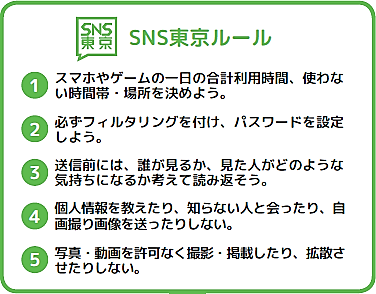 SNS
東京
SNS東京ルール
1 スマホやゲームの一日の合計利用時間、使わな
い時間帯・場所を決めよう。
2 必ずフィルタリングを付け、パスワードを設定
しよう。
3 送信前には、誰が見るか、見た人がどのような
気持ちになるか考えて読み返そう。
4 個人情報を教えたり、知らない人と会ったり、自
画撮り画像を送ったりしない。
5 写真・動画を許可なく撮影・掲載したり、拡散さ
せたりしない。